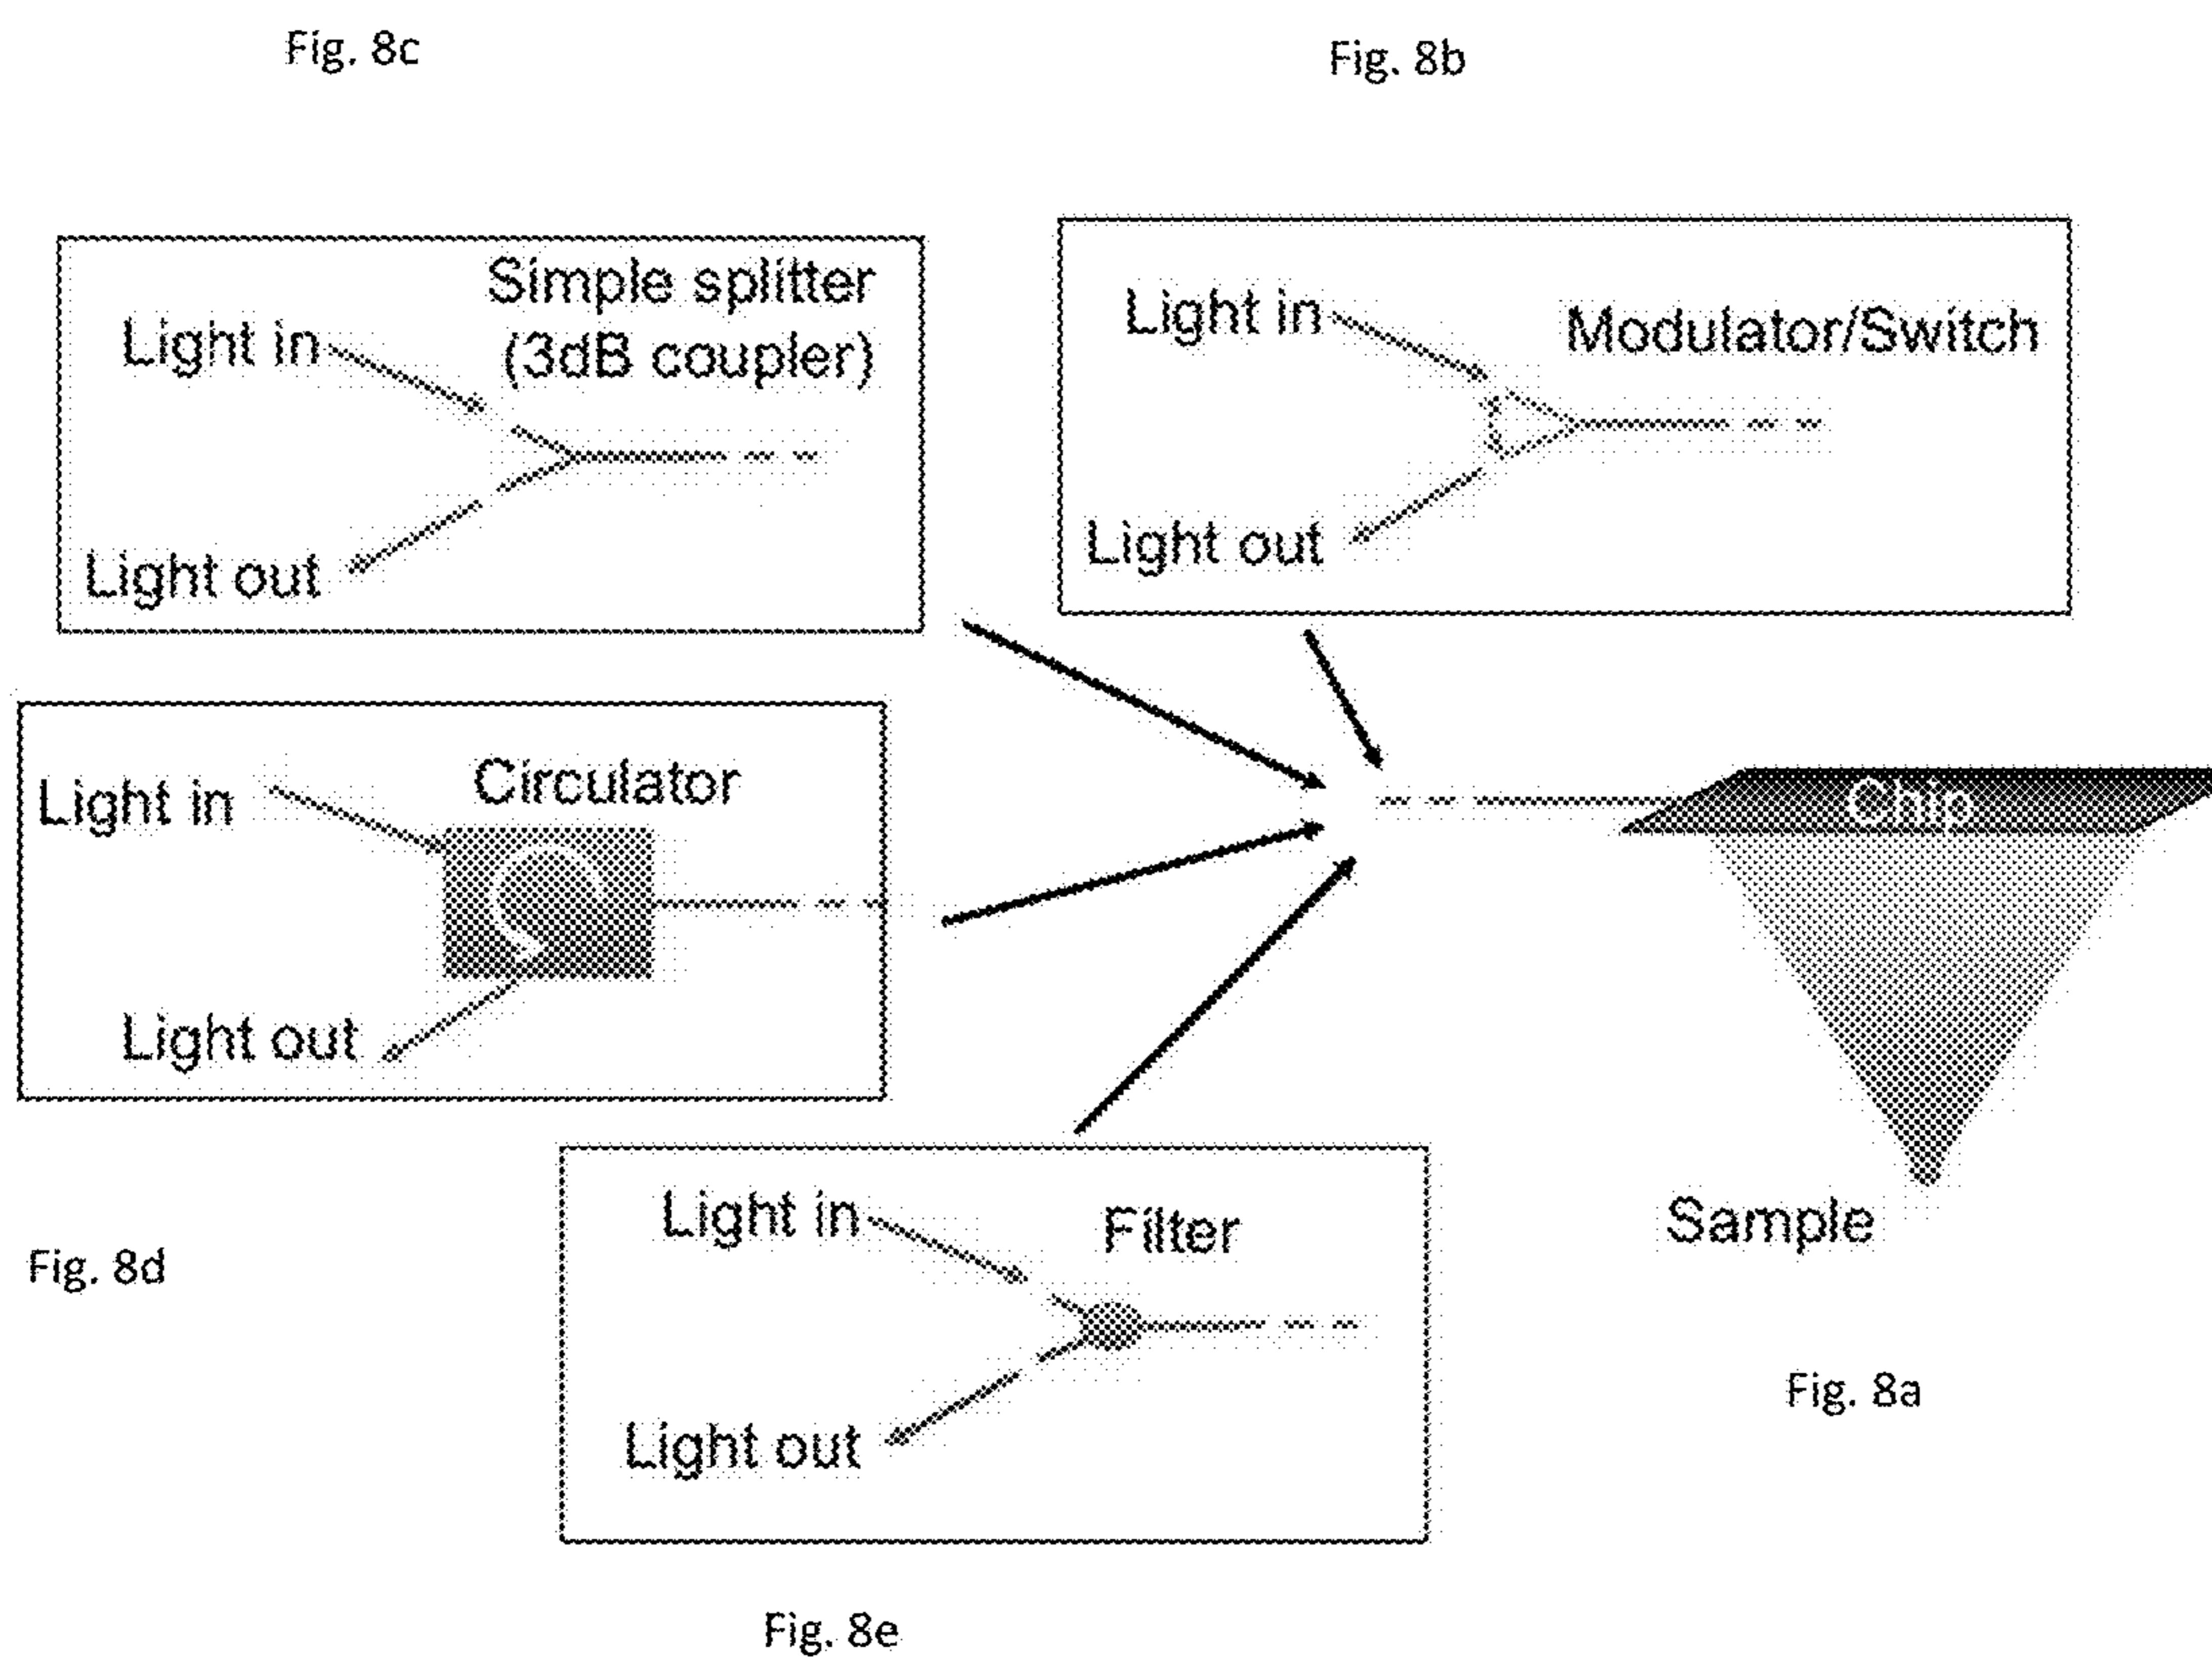 Fig. 8c
Fig. 8b
Simple splitter
(3dB coupler)
Light in
Light out
Light in
Modulator/Switch
Light out
Circulator
Light in
Light out
Chip
Sample
Fig. 8d
Light in
Filter
Light out
Fig. 8a
Fig. 8e